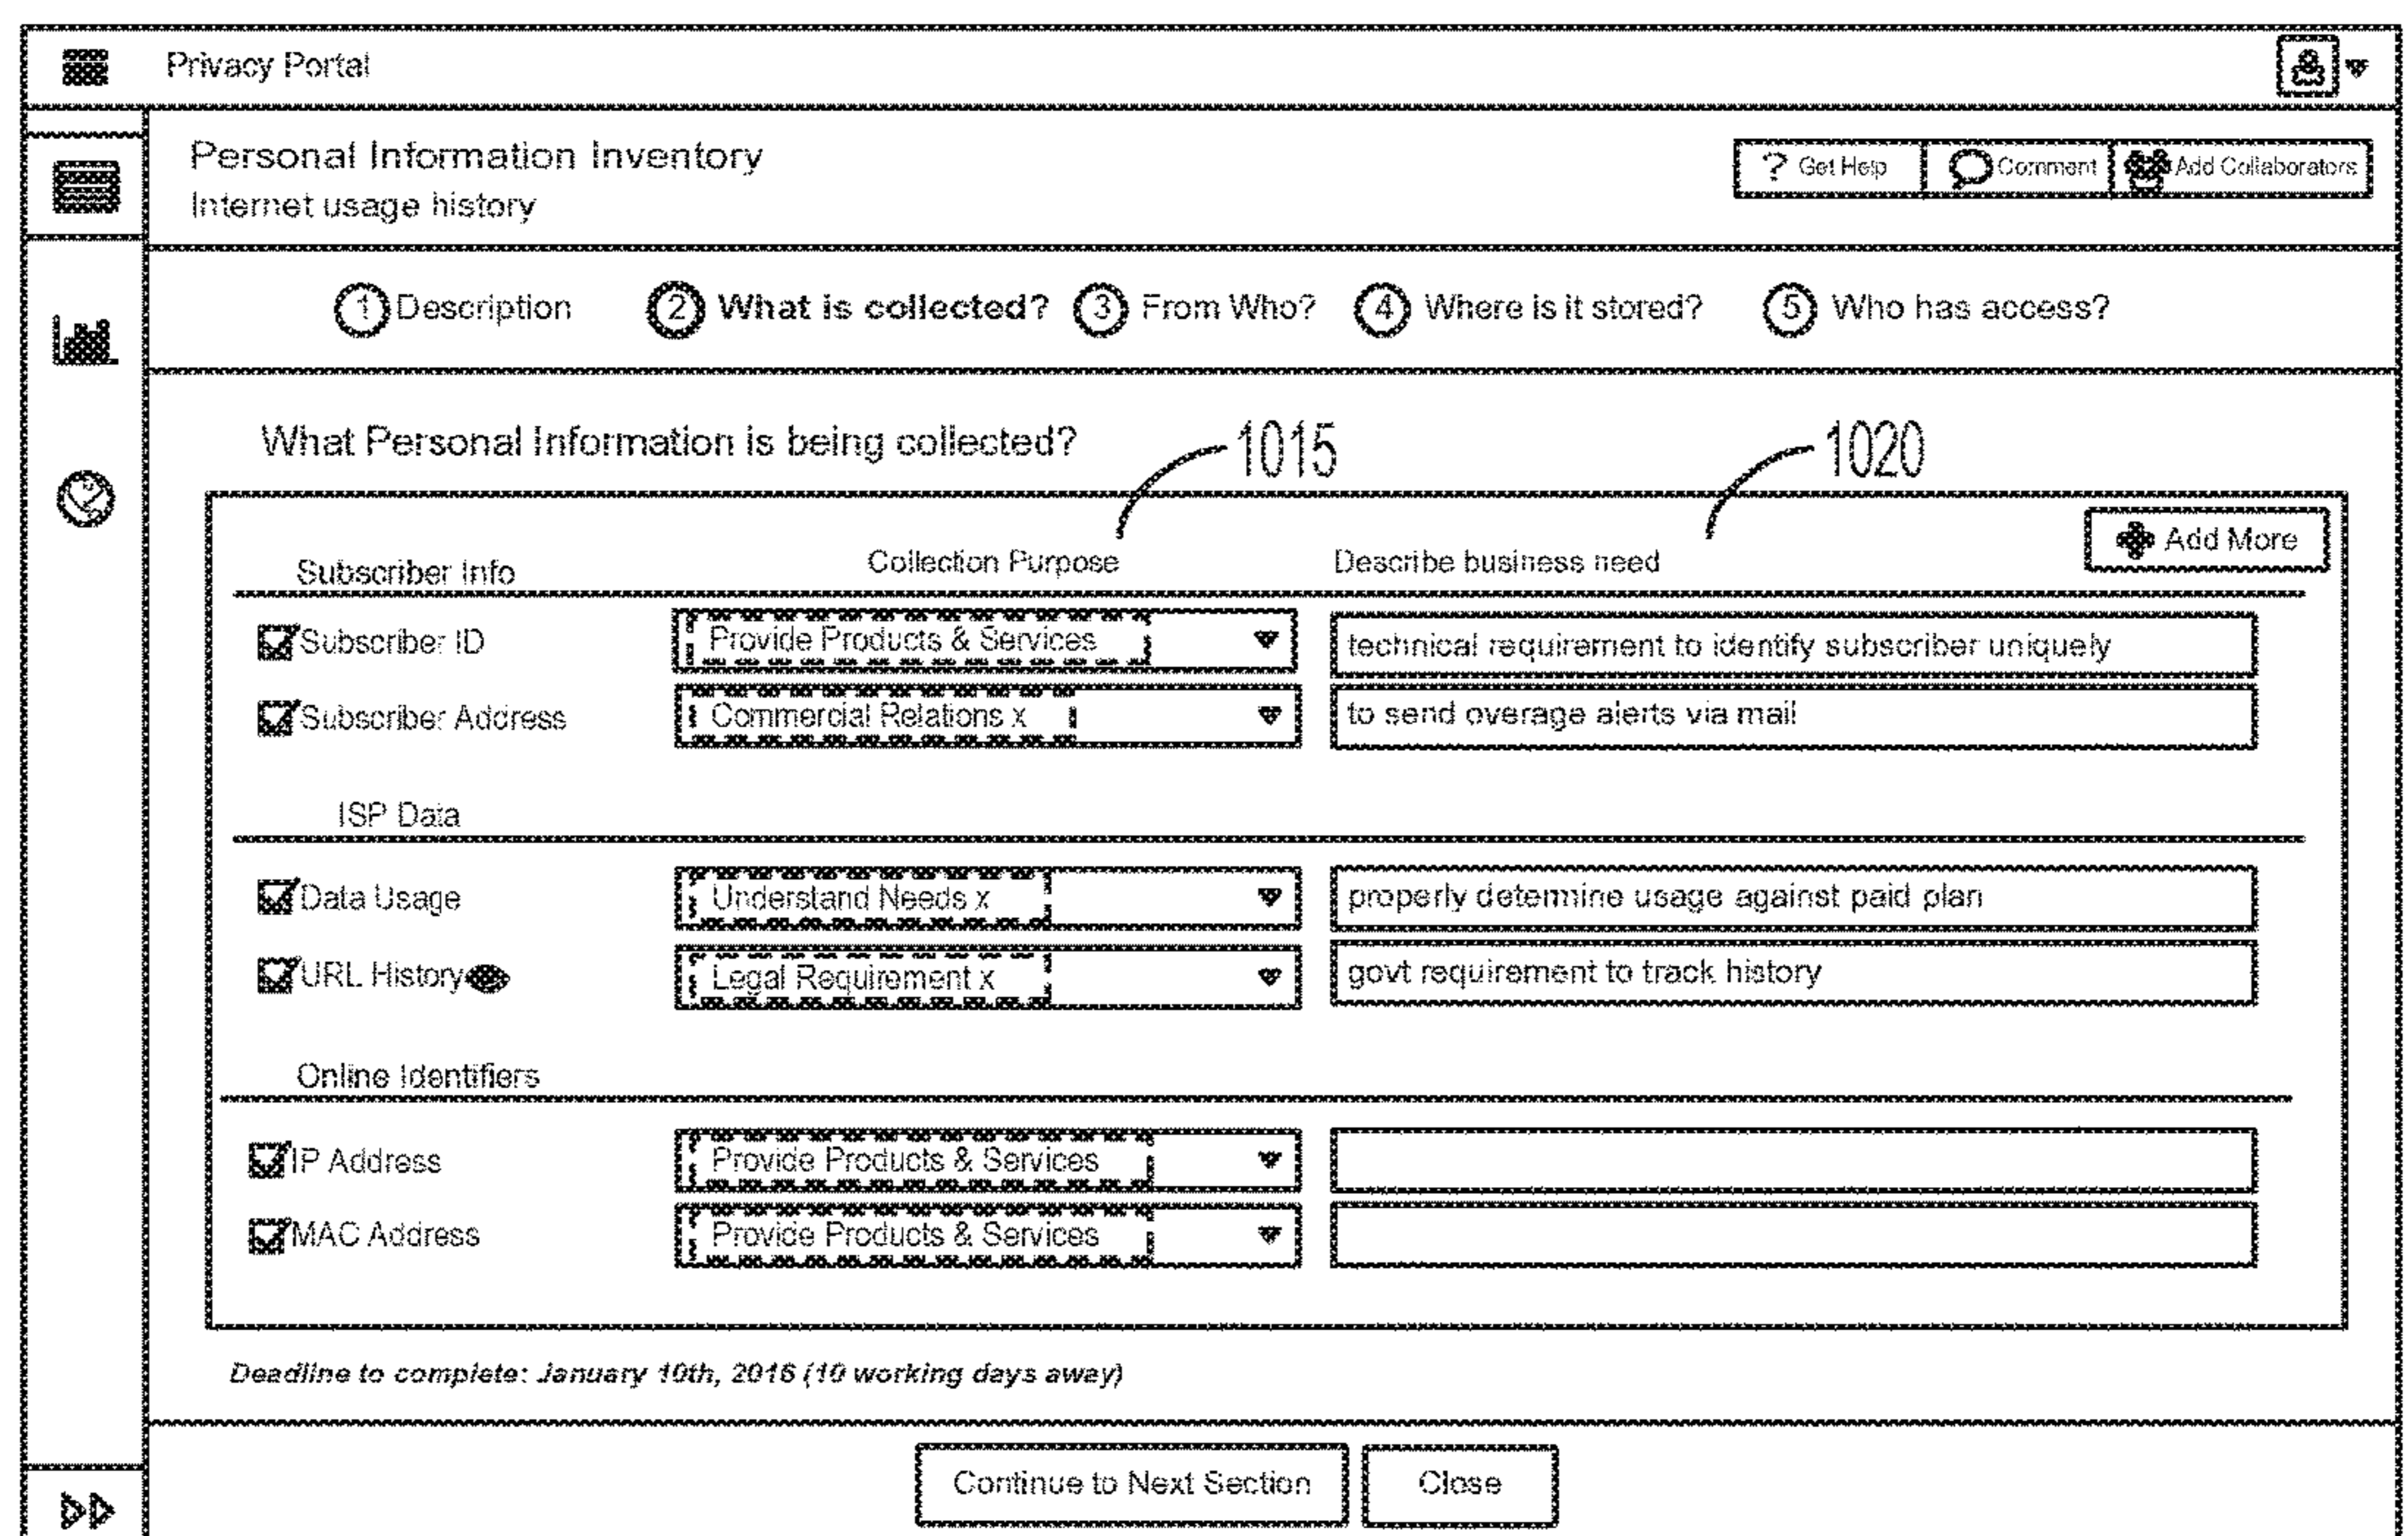 Privacy Portal
Personal Information Inventory
Internet usage history
? Get Help Comment Add Collaborators
1 Description 2 What is collected? 3 From Who? 4 Where is it stored? 5 Who has access?
What Personal Information is being collected? 1015 1020
Add More
Subscriber Info Collection Purpose Describe business need
Subscriber ID Provide Products & Services technical requirement to identify subscriber uniquely
Subscriber Address Commercial Relations x to send overage alerts via mail
ISP Data
Data Usage Understand Needs x properly determine usage against paid plan
URL History Legal Requirement x govt requirement to track history
Online Identifiers
IP Address Provide Products & Services
MAC Address Provide Products & Services
Deadline to complete: January 10th, 2016 (10 working days away)
Continue to Next Section Close